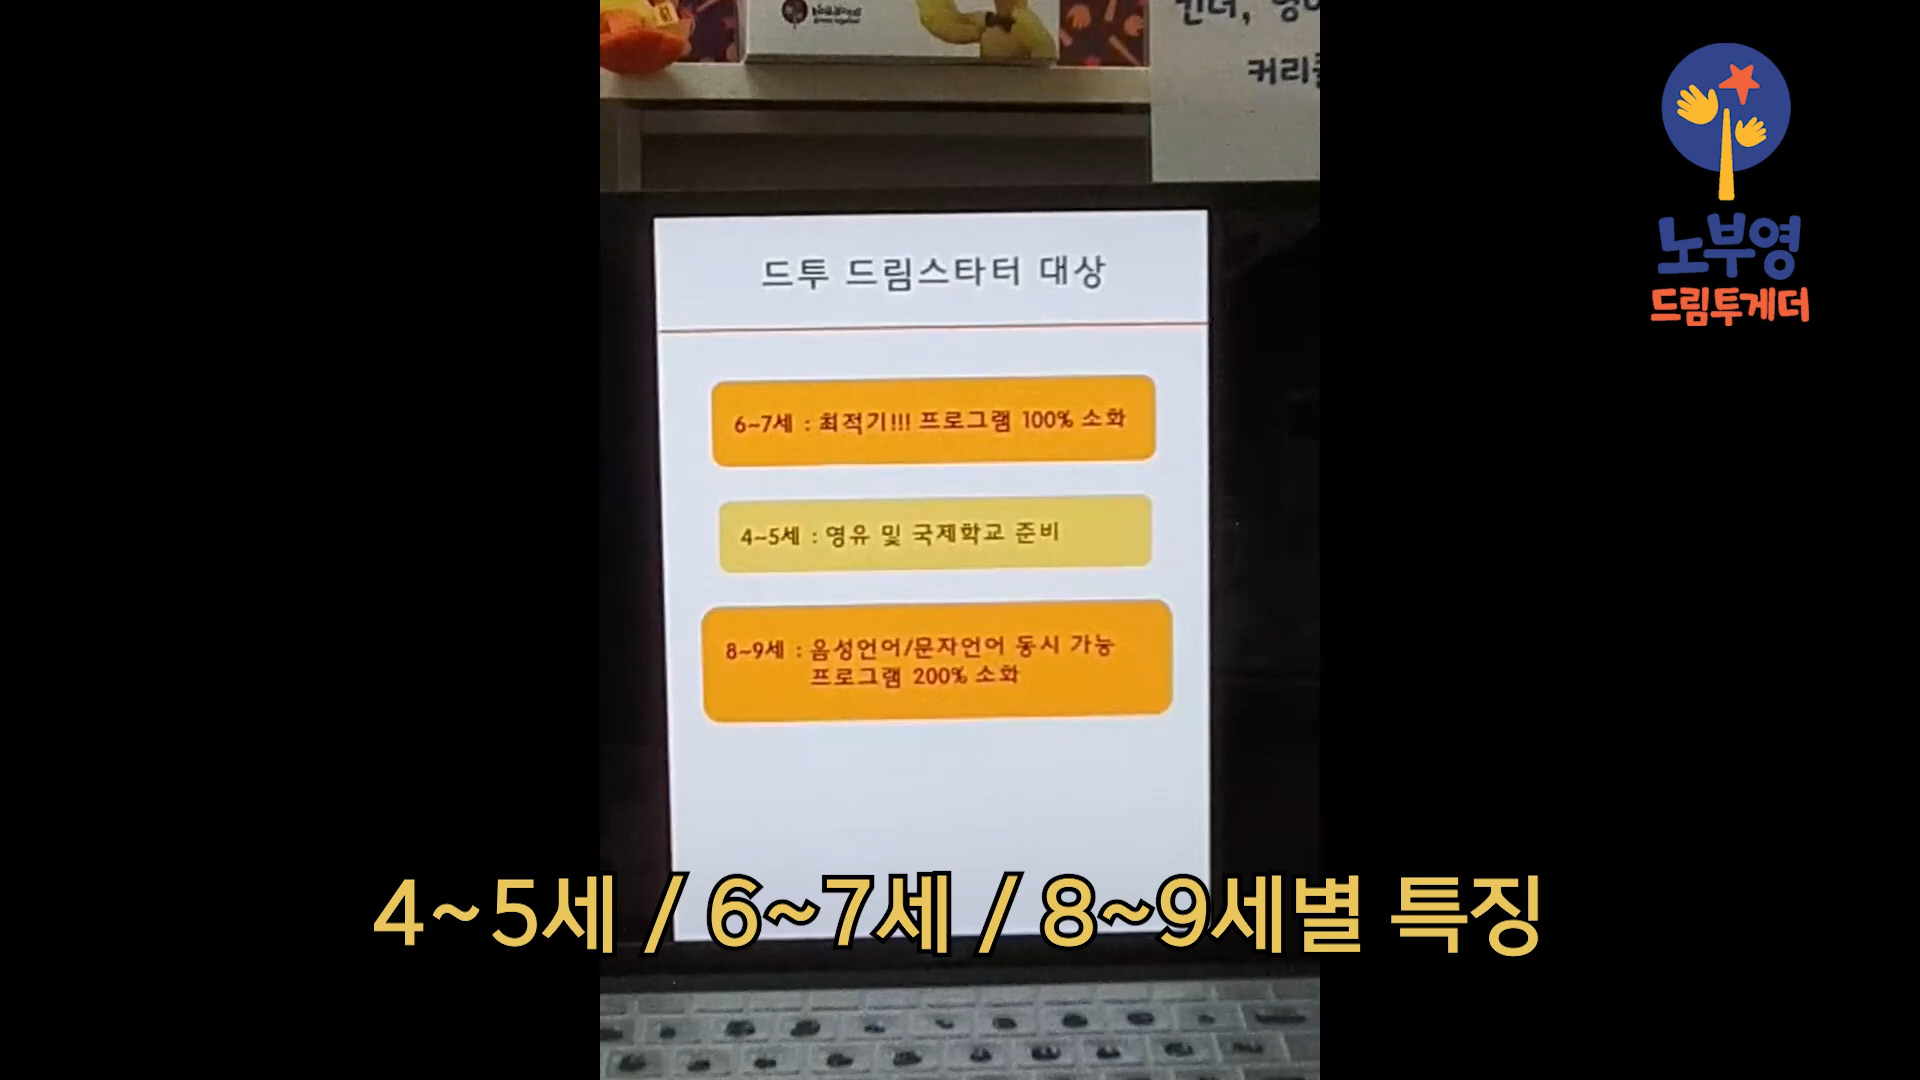 커리
노부영
드림투게더
드투 드림스타터 대상
6~7세 : 최적기!!! 프로그램 100% 소화
4~5세 : 영유 및 국제학교 준비
8~9세 : 음성언어/문자언어 동시 가능
프로그램 200% 소화
4~5세 / 6~7세 / 8~9세별 특징